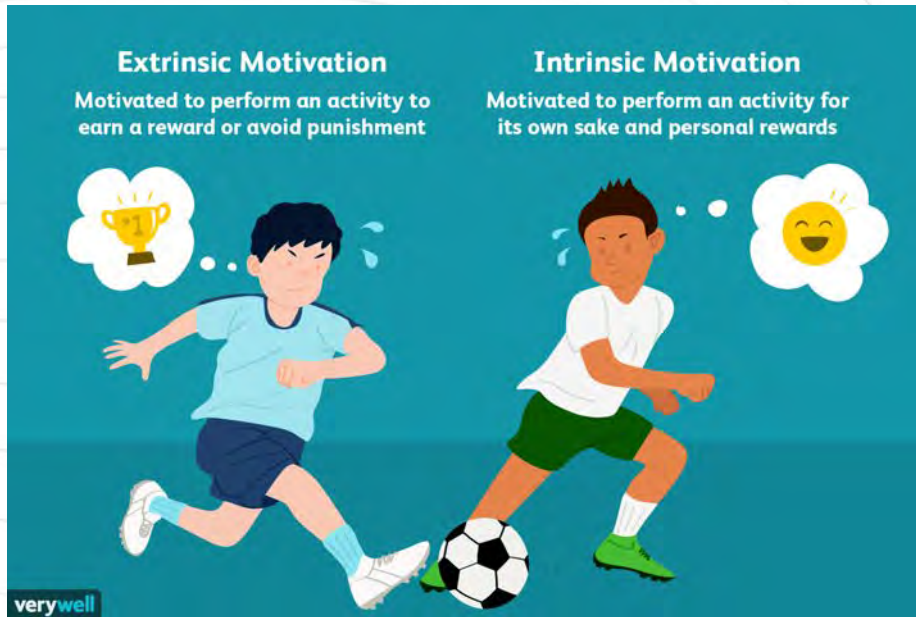 Extrinsic Motivation
Motivated to perform an activity to
earn a reward or avoid punishment
Intrinsic Motivation
Motivated to perform an activity for
its own sake and personal rewards
1
verywell